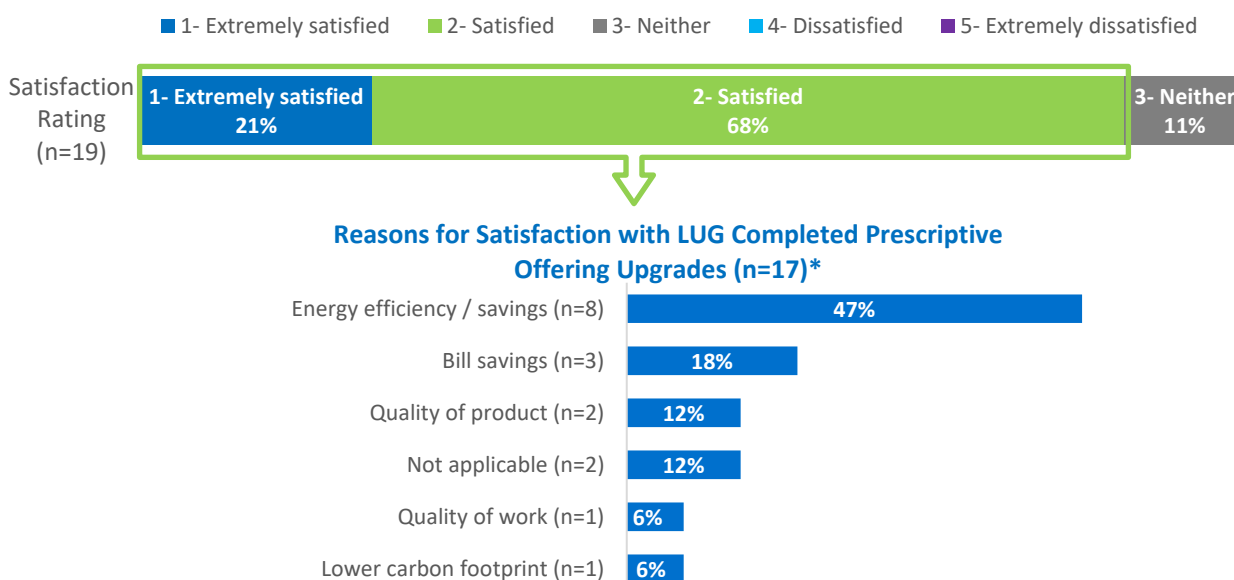 1- Extremely satisfied 2- Satisfied 3- Neither 4- Dissatisfied 5- Extremely dissatisfied
Satisfaction
Rating
(n=19)
1- Extremely satisfied
21%
2- Satisfied
68%
3- Neither
11%
Reasons for Satisfaction with LUG Completed Prescriptive
Offering Upgrades (n=17)*
Energy efficiency / savings (n=8) 47%
Bill savings (n=3) 18%
Quality of product (n=2) 12%
Not applicable (n=2) 12%
Quality of work (n=1) 6%
Lower carbon footprint (n=1) 6%